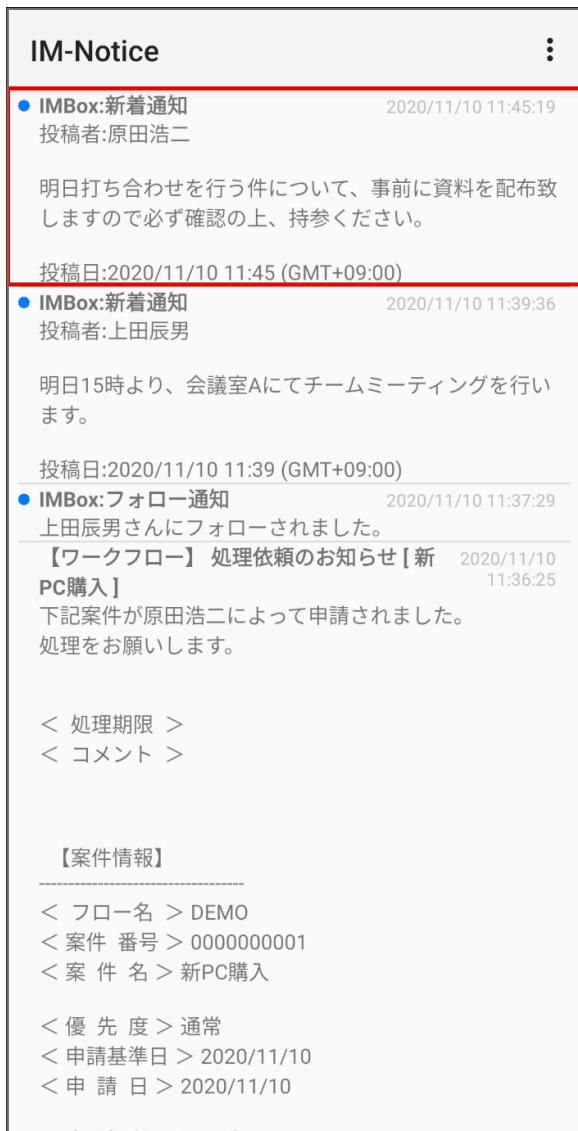 IM-Notice
IMBox:新着通知 2020/11/10 11:45:19
投稿者:原田浩二
明日打ち合わせを行う件について、事前に資料を配布致
しますので必ず確認の上、持参ください。
投稿日:2020/11/10 11:45 (GMT+09:00)
IMBox:新着通知 2020/11/10 11:39:36
投稿者:上田辰男
明日15時より、会議室Aにてチームミーティングを行い
ます。
投稿日:2020/11/10 11:39 (GMT+09:00)
IMBox:フォロー通知 2020/11/10 11:37:29
上田辰男さんにフォローされました。
【ワークフロー】 処理依頼のお知らせ [ 新 2020/11/10
PC購入 ] 11:36:25
下記案件が原田浩二によって申請されました。
処理をお願いします。
＜ 処理期限 ＞
＜ コメント ＞
【案件情報】
----------------------------------
＜ フロー名 ＞ DEMO
＜ 案件 番号 ＞ 0000000001
＜ 案 件 名 ＞ 新PC購入
＜ 優 先 度 ＞ 通常
＜ 申請基準日 ＞ 2020/11/10
＜ 申 請 日 ＞ 2020/11/10